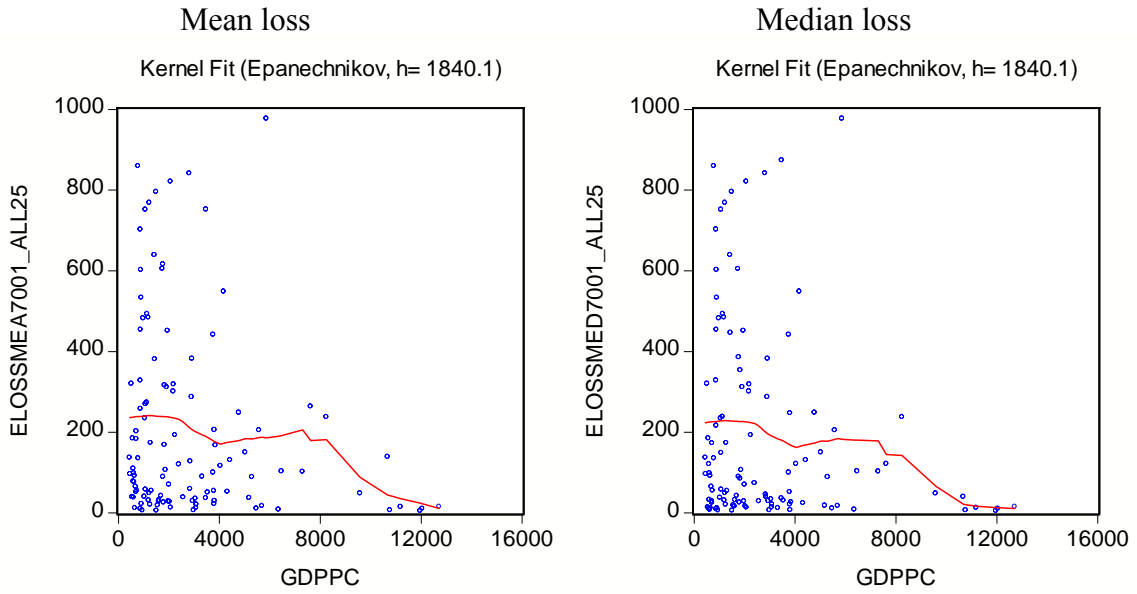 Mean loss
Kernel Fit (Epanechnikov, h= 1840.1)
1000
800
600
400
200
0
ELOSSMEA7001_ALL25
0 4000 8000 12000 16000
GDPPC
Median loss
Kernel Fit (Epanechnikov, h= 1840.1)
1000
800
600
400
200
0
ELOSSMED7001_ALL25
0 4000 8000 12000 16000
GDPPC